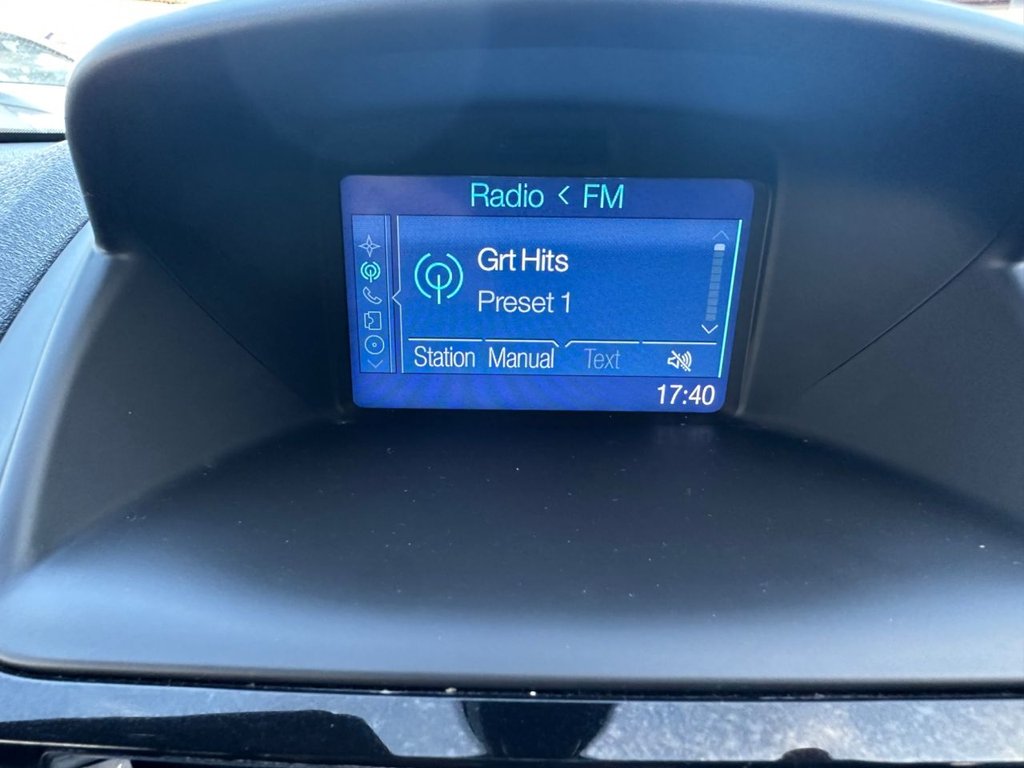 Radio < FM
Grt Hits
Preset 1
Station Manual Text
17:40